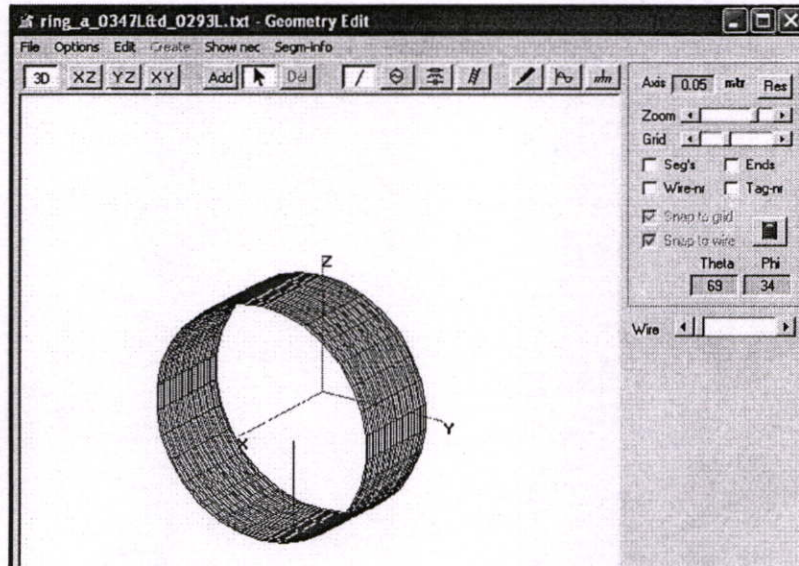 ring_a_0347L&d_0293L.txt - Geometry Edit
File Options Edit Create Show nec Segm-info
3D XZ YZ XY Add Del
Axis 0.05 mtr Res
Zoom
Grid
Seg's Ends
Wire-nr Tag-nr
Snap to grid
Snap to wire
Theta Phi
69 34
Wire
Z
X
Y